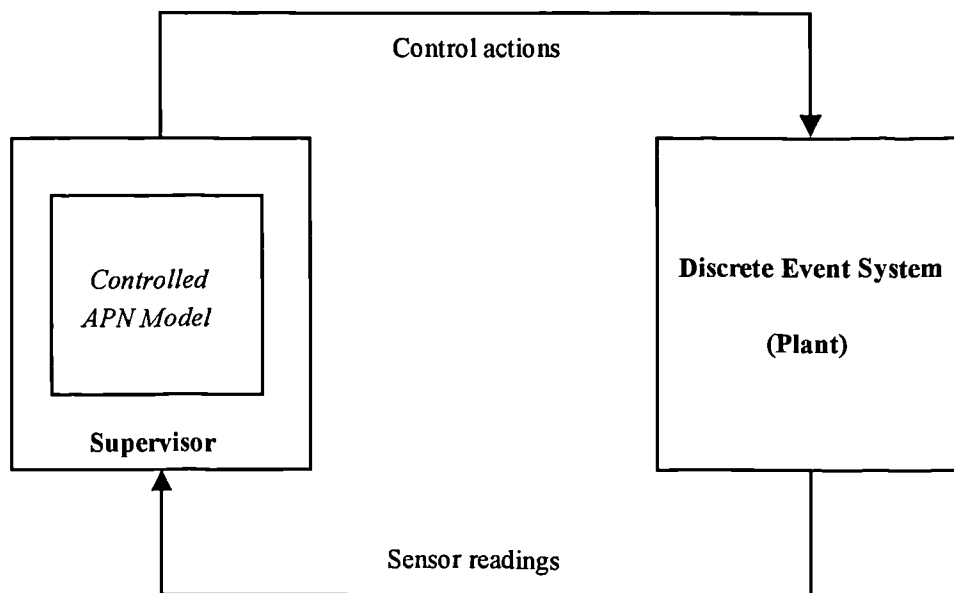 Control actions
Controlled
APN Model
Supervisor
Discrete Event System
(Plant)
Sensor readings